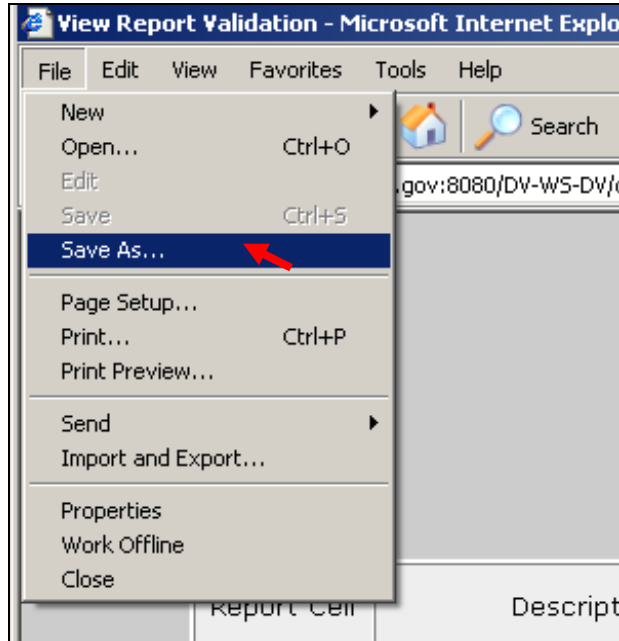 View Report Validation - Microsoft Internet Explo
File Edit View Favorites Tools Help
New
Open... Ctrl+O
Search
Edit
.gov:8080/DV-WS-DV/
Save Ctrl+S
Save As...
Page Setup...
Print... Ctrl+P
Print Preview...
Send
Import and Export...
Properties
Work Offline
Close
Report Cell Descript